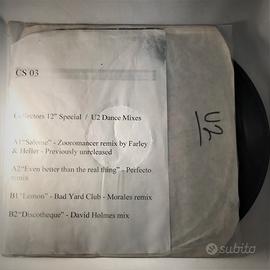 CS 03
Collectors 12" Special / U2 Dance Mixes
A1"Salome" - Zooromancer remix by Farley
& Heller - Previously unreleased
A2"Even better than the real thing" - Perfecto
remix
B1"Lemon" - Bad Yard Club - Morales remix
B2"Discotheque" - David Holmes mix
U2
subito